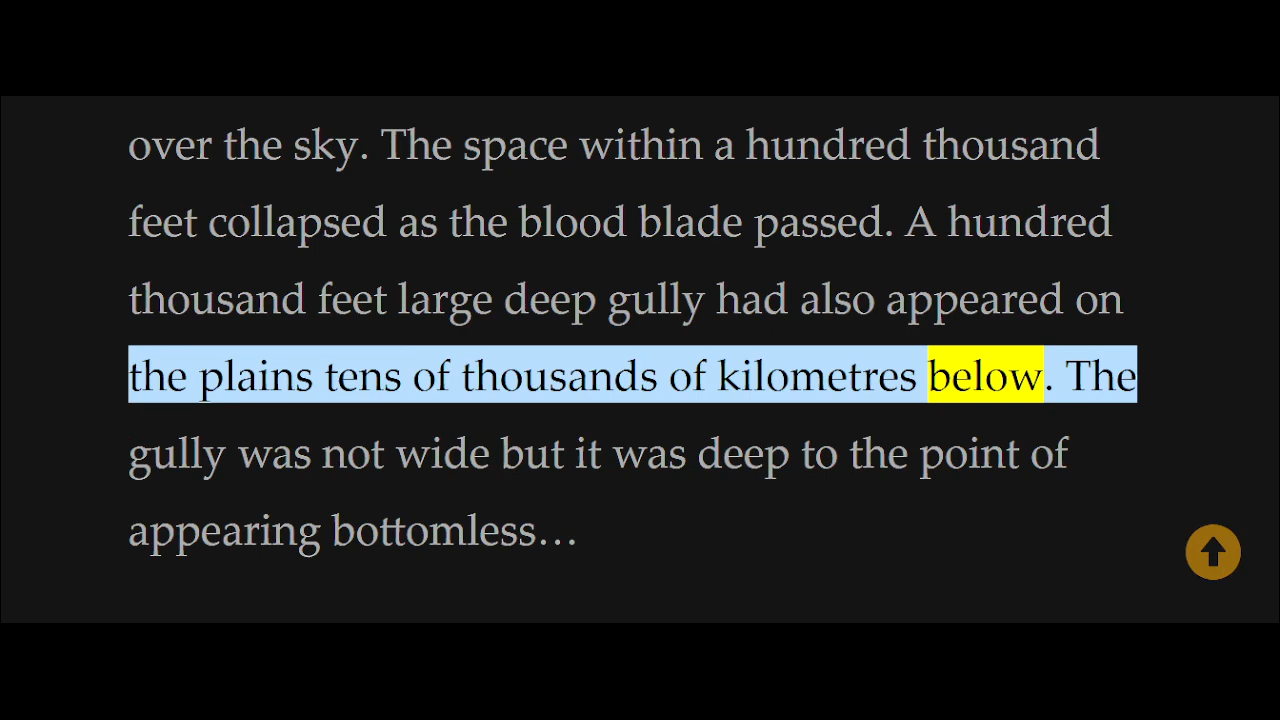 over the sky. The space within a hundred thousand
feet collapsed as the blood blade passed. A hundred
thousand feet large deep gully had also appeared on
the plains tens of thousands of kilometres below. The
gully was not wide but it was deep to the point of
appearing bottomless…